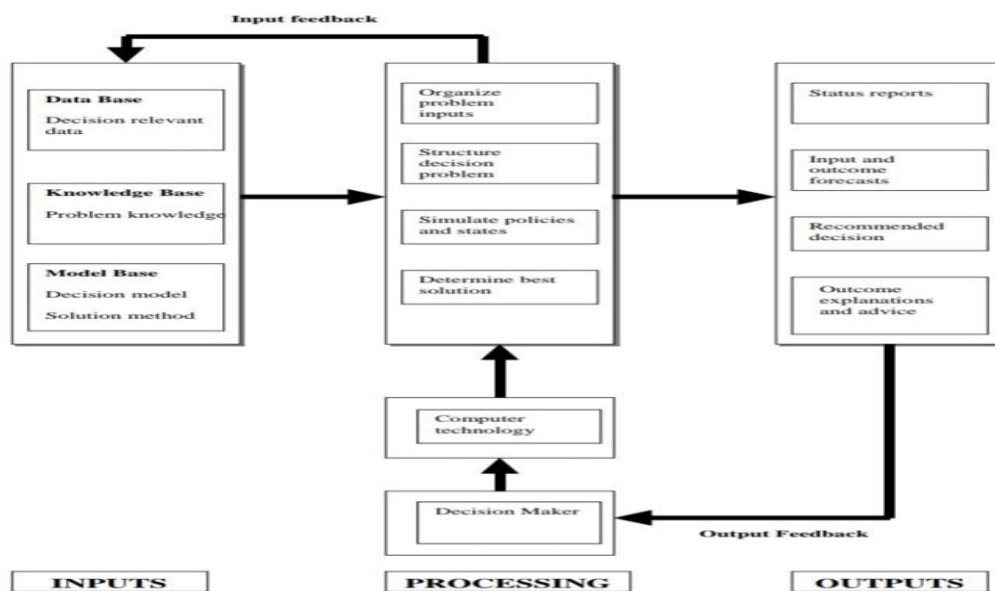 Input feedback
Data Base
Decision relevant
data
Knowledge Base
Problem knowledge
Model Base
Decision model
Solution method
Organize
problem
inputs
Structure
decision
problem
Simulate policies
and states
Determine best
solution
Status reports
Input and
outcome
forecasts
Recommended
decision
Outcome
explanations
and advice
Computer
technology
Decision Maker
Output Feedback
INPUTS
PROCESSING
OUTPUTS